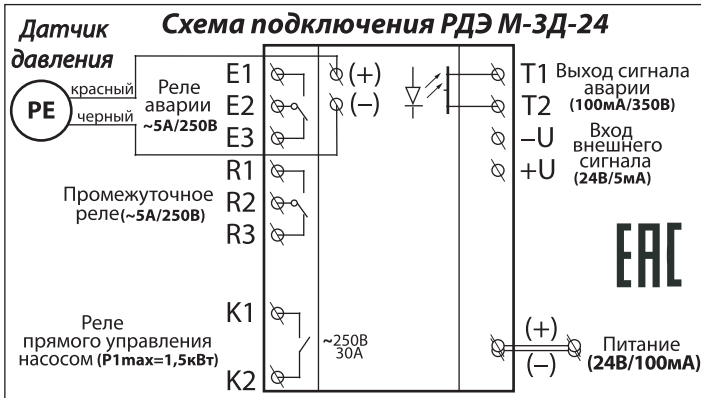 Схема подключения РДЭ М-3Д-24
Датчик
давления
PE
красный
черный
Реле
аварии
~5А/250В
E1
E2
E3
(+)
(−)
Промежуточное
реле(~5А/250В)
R1
R2
R3
Реле
прямого управления
насосом (P1max=1,5кВт)
K1
K2
~250В
30А
T1
T2
Выход сигнала
аварии
(100мА/350В)
−U
+U
Вход
внешнего
сигнала
(24В/5мА)
EAC
(+)
(−)
Питание
(24В/100мА)